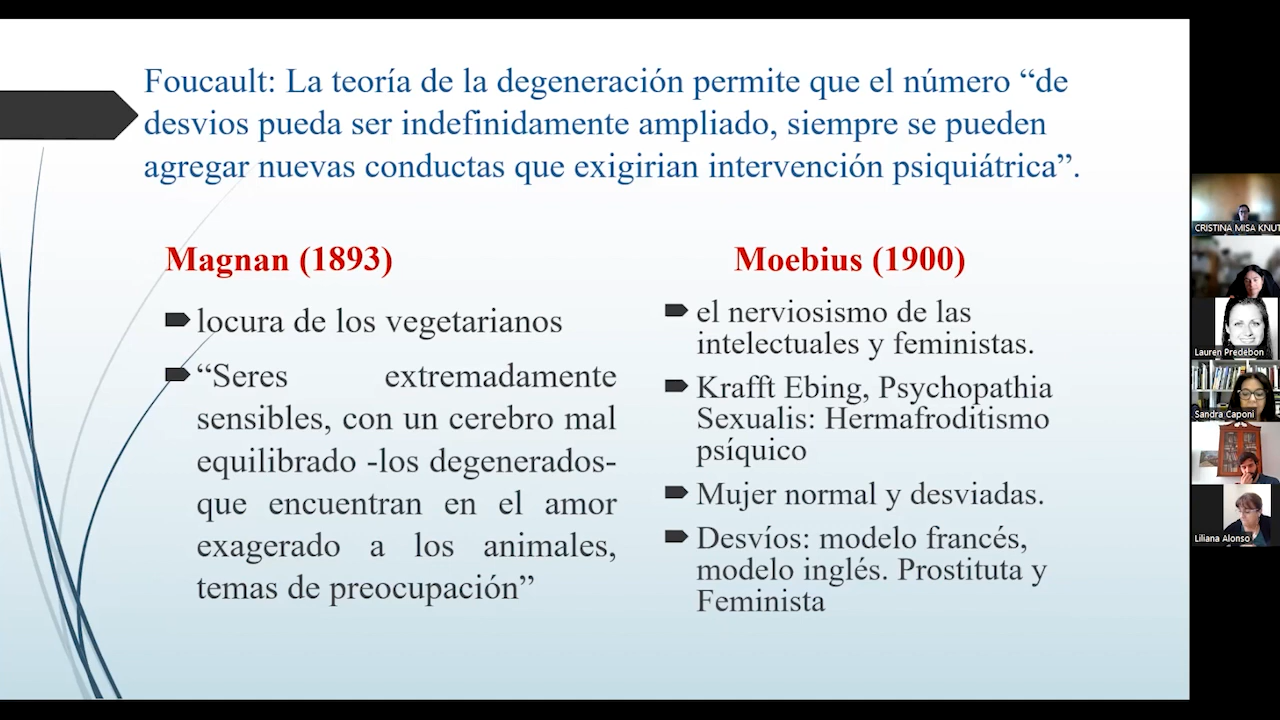 Foucault: La teoría de la degeneración permite que el número “de
desvios pueda ser indefinidamente ampliado, siempre se pueden
agregar nuevas conductas que exigirian intervención psiquiátrica”.
Magnan (1893)
locura de los vegetarianos
“Seres extremadamente
sensibles, con un cerebro mal
equilibrado -los degenerados-
que encuentran en el amor
exagerado a los animales,
temas de preocupación”
Moebius (1900)
el nerviosismo de las
intelectuales y feministas.
Krafft Ebing, Psychopathia
Sexualis: Hermafroditismo
psíquico
Mujer normal y desviadas.
Desvíos: modelo francés,
modelo inglés. Prostituta y
Feminista
CRISTINA MISA KNUT
Lauren Predebon
Sandra Caponi
Liliana Alonso